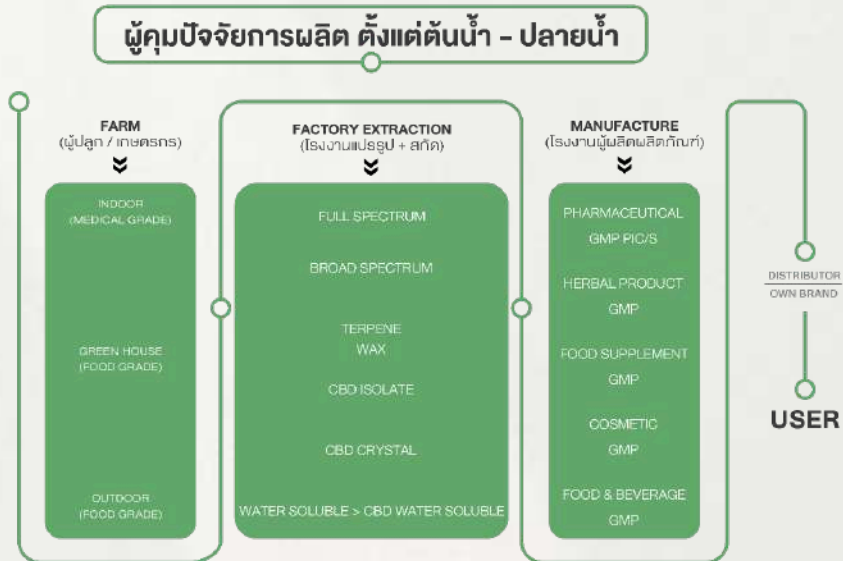 ผู้คุมปัจจัยการผลิต ตั้งแต่ต้นน้ำ - ปลายน้ำ
FARM
(ผู้ปลูก / เกษตรกร)
INDOOR
(MEDICAL GRADE)
GREEN HOUSE
(FOOD GRADE)
OUTDOOR
(FOOD GRADE)
FACTORY EXTRACTION
(โรงงานแปรรูป + สกัด)
FULL SPECTRUM
BROAD SPECTRUM
TERPENE
WAX
CBD ISOLATE
CBD CRYSTAL
WATER SOLUBLE > CBD WATER SOLUBLE
MANUFACTURE
(โรงงานผู้ผลิตผลิตภัณฑ์)
PHARMACEUTICAL
GMP PIC/S
HERBAL PRODUCT
GMP
FOOD SUPPLEMENT
GMP
COSMETIC
GMP
FOOD & BEVERAGE
GMP
DISTRIBUTOR
OWN BRAND
USER